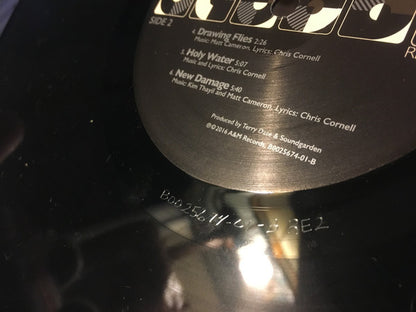 SIDE 2
4. Drawing Flies 2:26
Music: Matt Cameron, Lyrics: Chris Cornell
5. Holy Water 5:07
Music and Lyrics: Chris Cornell
6. New Damage 5:40
Music: Kim Thayil and Matt Cameron, Lyrics: Chris Cornell
Produced by Terry Date & Soundgarden
℗©2016 A&M Records, B0025674-01-B
RE2